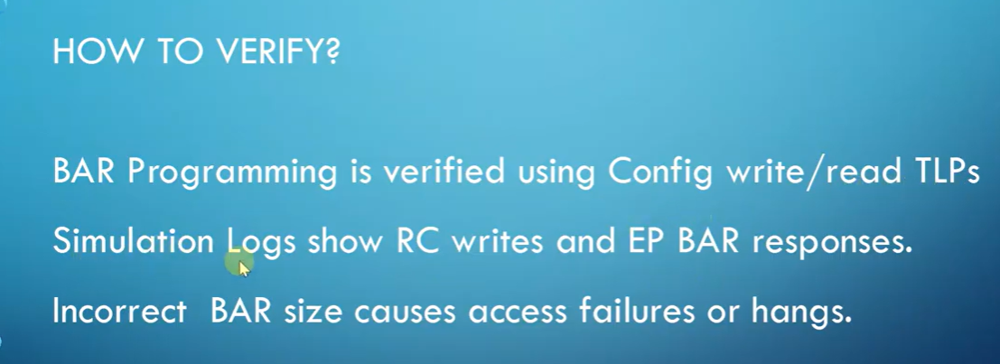 HOW TO VERIFY?
BAR Programming is verified using Config write/read TLPs
Simulation Logs show RC writes and EP BAR responses.
Incorrect BAR size causes access failures or hangs.